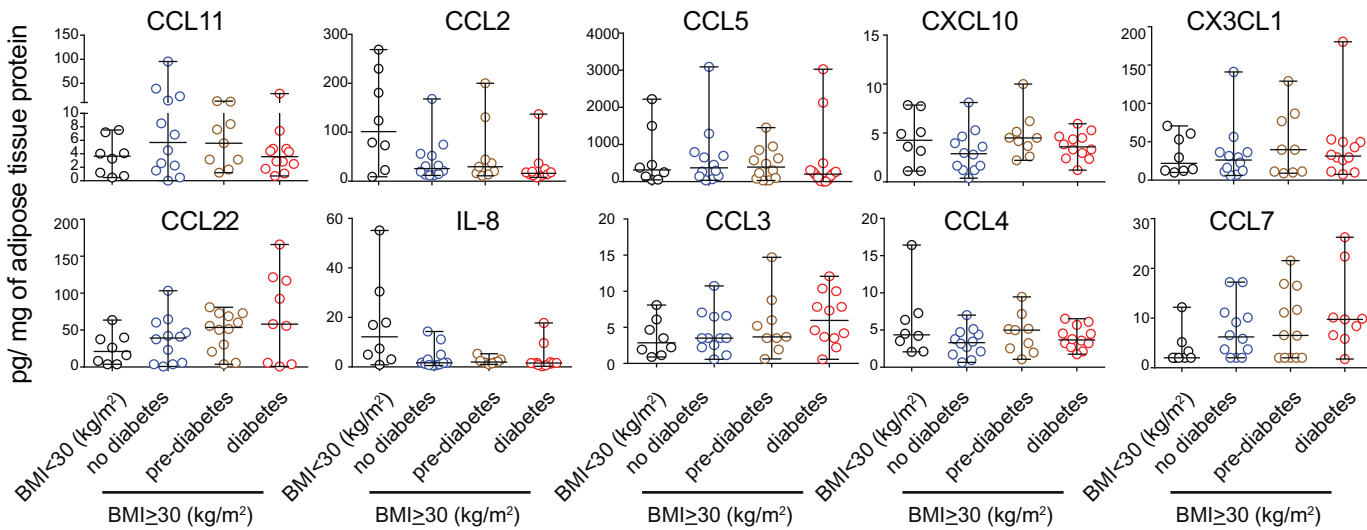 pg/ mg of adipose tissue protein
CCL11
150
100
50
10
8
6
4
2
0
CCL2
300
200
100
0
CCL5
4000
3000
2000
1000
0
CXCL10
15
10
5
0
CX3CL1
200
150
100
50
0
CCL22
200
150
100
50
0
IL-8
60
40
20
0
CCL3
20
15
10
5
0
CCL4
20
15
10
5
0
CCL7
30
20
10
0
BMI<30 (kg/m²)
no diabetes
pre-diabetes
diabetes
BMI≥30 (kg/m²)
BMI<30 (kg/m²)
no diabetes
pre-diabetes
diabetes
BMI≥30 (kg/m²)
BMI<30 (kg/m²)
no diabetes
pre-diabetes
diabetes
BMI≥30 (kg/m²)
BMI<30 (kg/m²)
no diabetes
pre-diabetes
diabetes
BMI≥30 (kg/m²)
BMI<30 (kg/m²)
no diabetes
pre-diabetes
diabetes
BMI≥30 (kg/m²)